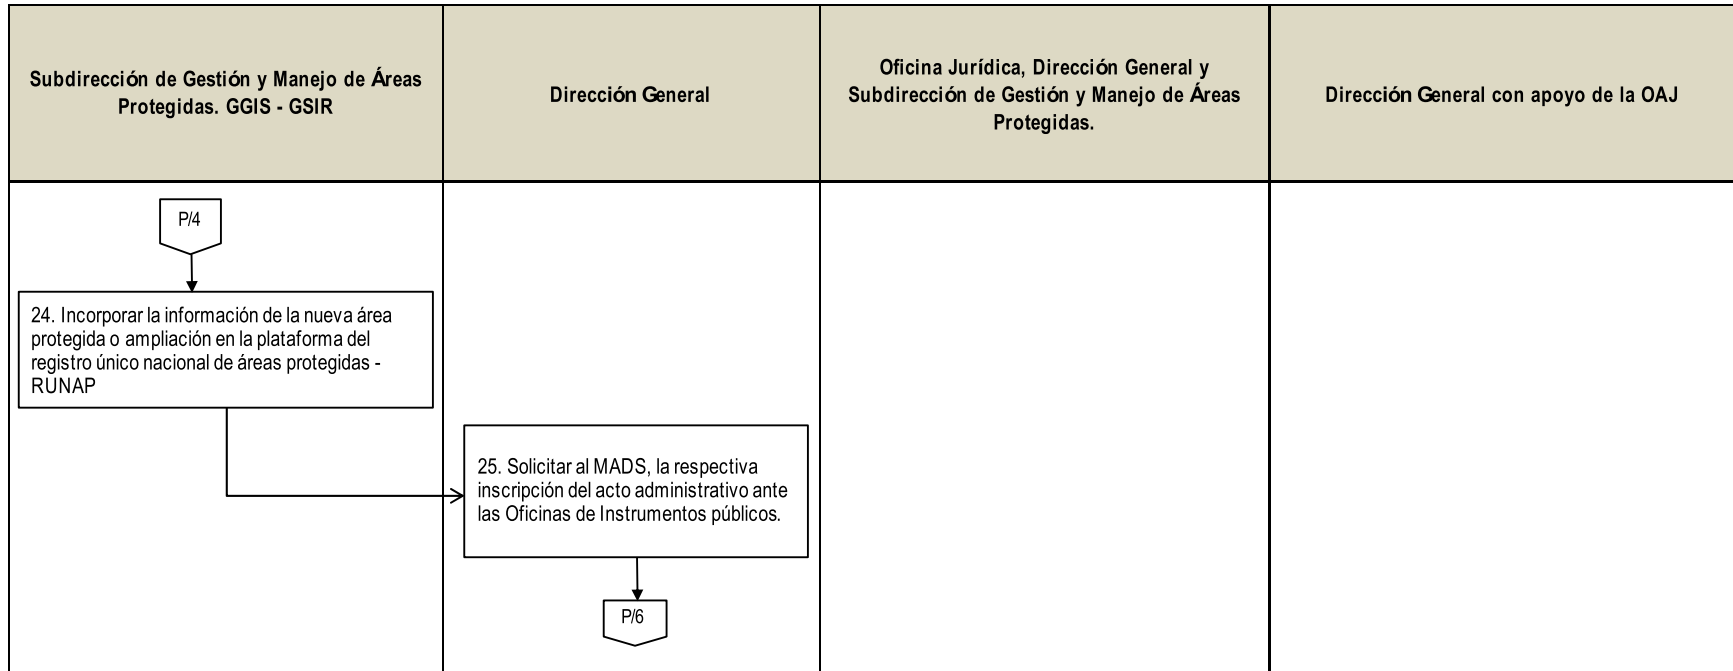 Subdirección de Gestión y Manejo de Áreas
Protegidas. GGIS - GSIR
Dirección General
Oficina Jurídica, Dirección General y
Subdirección de Gestión y Manejo de Áreas
Protegidas.
Dirección General con apoyo de la OAJ
P/4
24. Incorporar la información de la nueva área
protegida o ampliación en la plataforma del
registro único nacional de áreas protegidas -
RUNAP
25. Solicitar al MADS, la respectiva
inscripción del acto administrativo ante
las Oficinas de Instrumentos públicos.
P/6